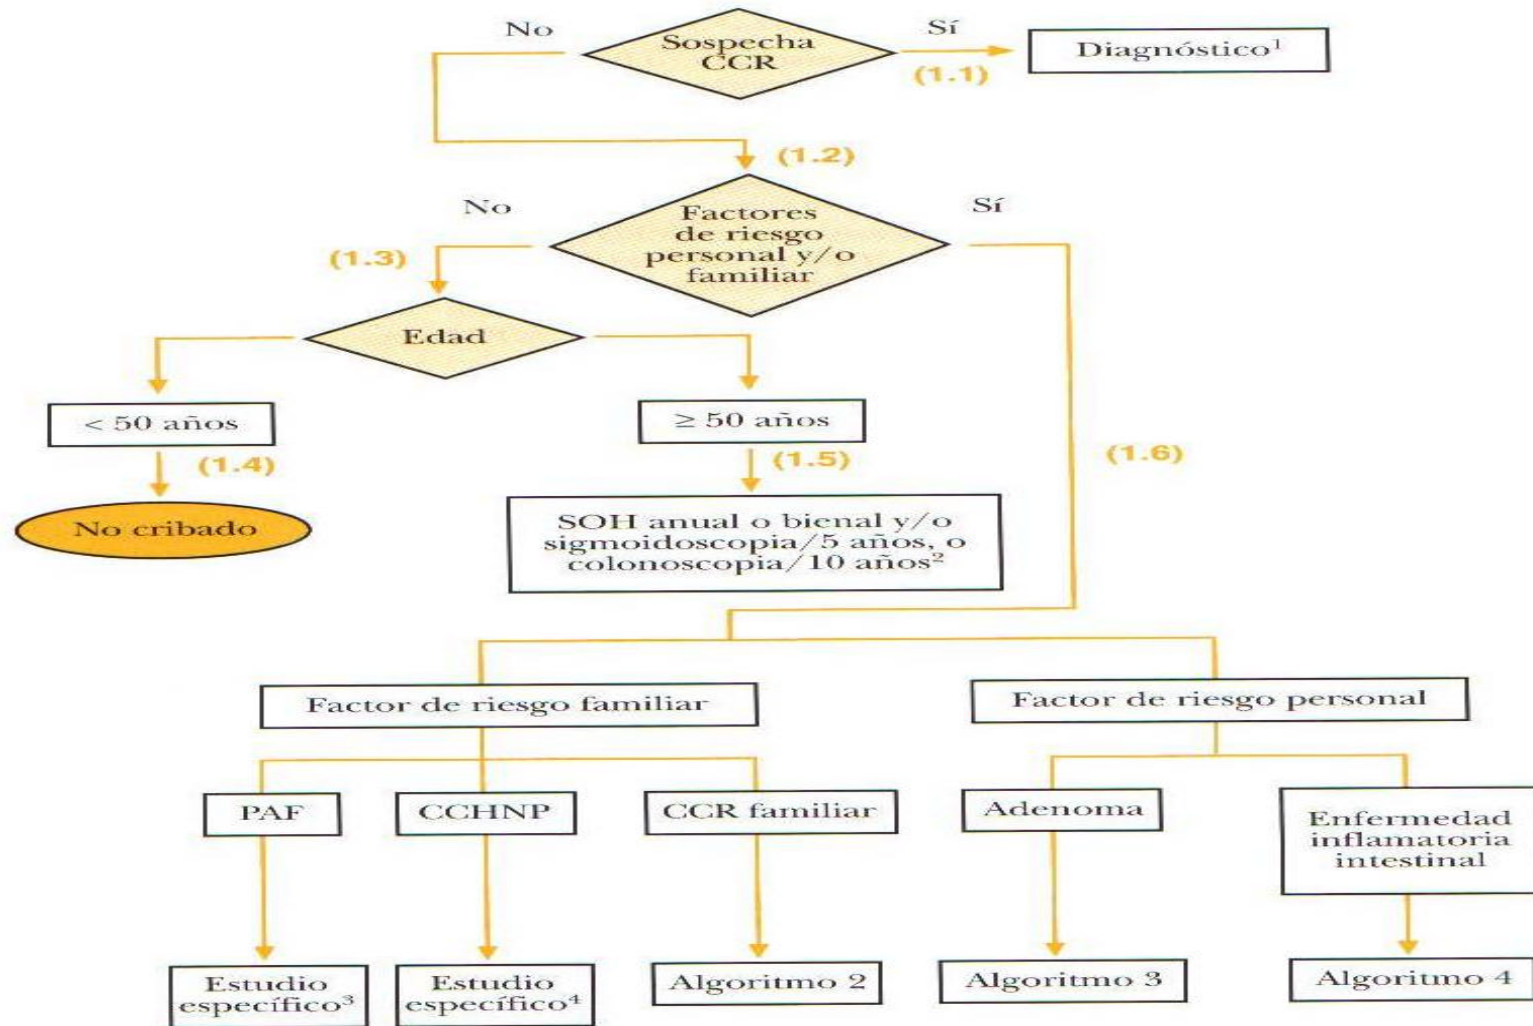 No
Sospecha
CCR
Sí
(1.1)
Diagnóstico¹
(1.2)
No
Factores
de riesgo
personal y/o
familiar
Sí
(1.3)
Edad
< 50 años
≥ 50 años
(1.4)
(1.5)
(1.6)
No cribado
SOH anual o bienal y/o
sigmoidoscopia/5 años, o
colonoscopia/10 años²
Factor de riesgo familiar
Factor de riesgo personal
PAF
CCHNP
CCR familiar
Adenoma
Enfermedad
inflamatoria
intestinal
Estudio
específico³
Estudio
específico⁴
Algoritmo 2
Algoritmo 3
Algoritmo 4